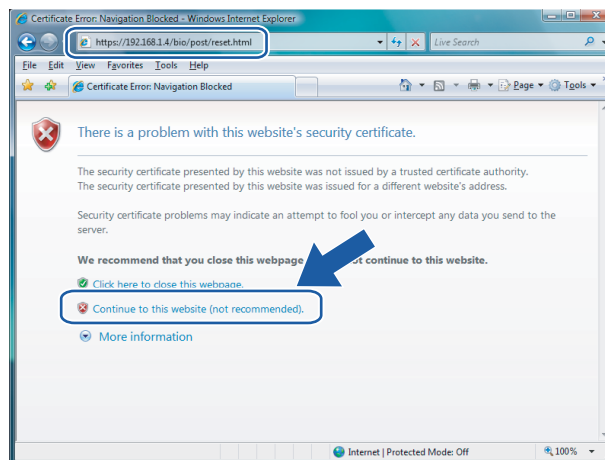 Certificate Error: Navigation Blocked - Windows Internet Explorer
https://192.168.1.4/bio/post/reset.html
Live Search
File Edit View Favorites Tools Help
Certificate Error: Navigation Blocked
Page Tools
There is a problem with this website's security certificate.
The security certificate presented by this website was not issued by a trusted certificate authority.
The security certificate presented by this website was issued for a different website's address.
Security certificate problems may indicate an attempt to fool you or intercept any data you send to the
server.
We recommend that you close this webpage t continue to this website.
Click here to close this webpage.
Continue to this website (not recommended).
More information
Internet | Protected Mode: Off
100%